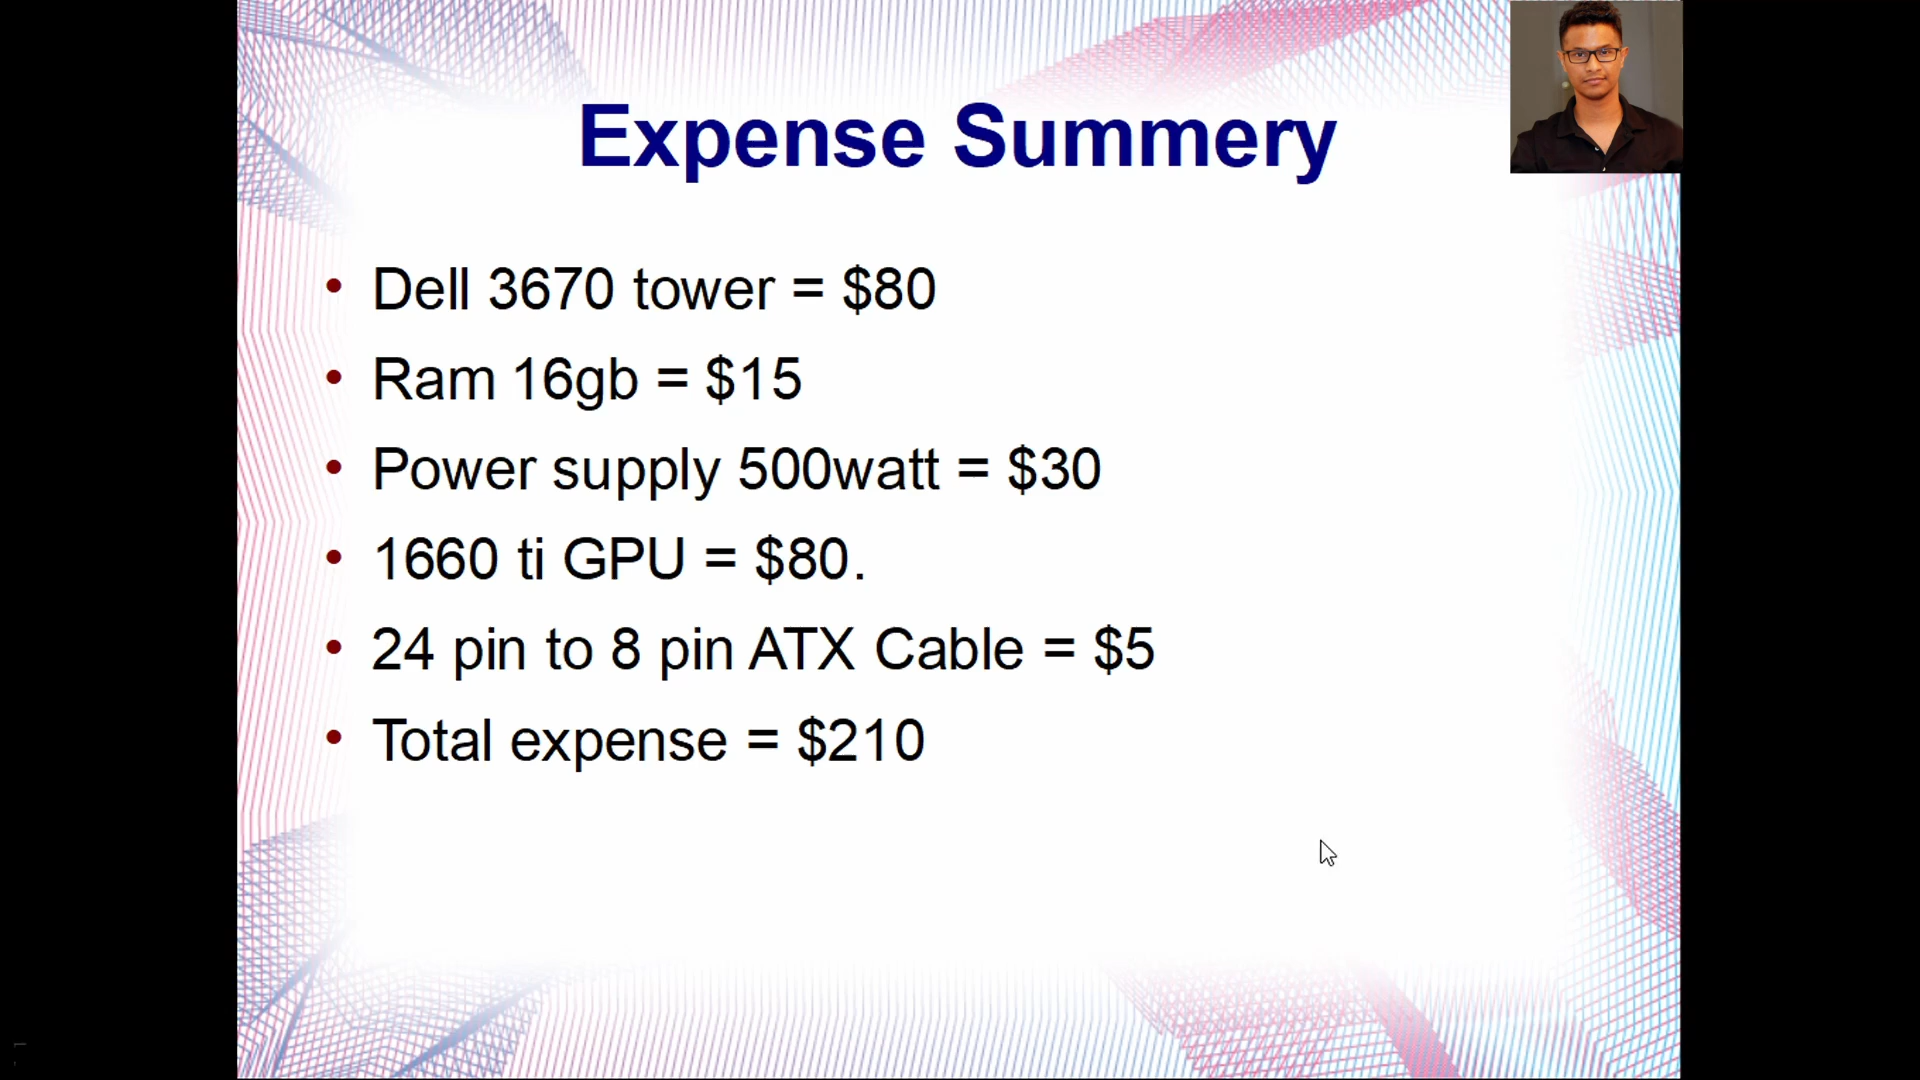 Expense Summery
• Dell 3670 tower = $80
• Ram 16gb = $15
• Power supply 500watt = $30
• 1660 ti GPU = $80.
• 24 pin to 8 pin ATX Cable = $5
• Total expense = $210